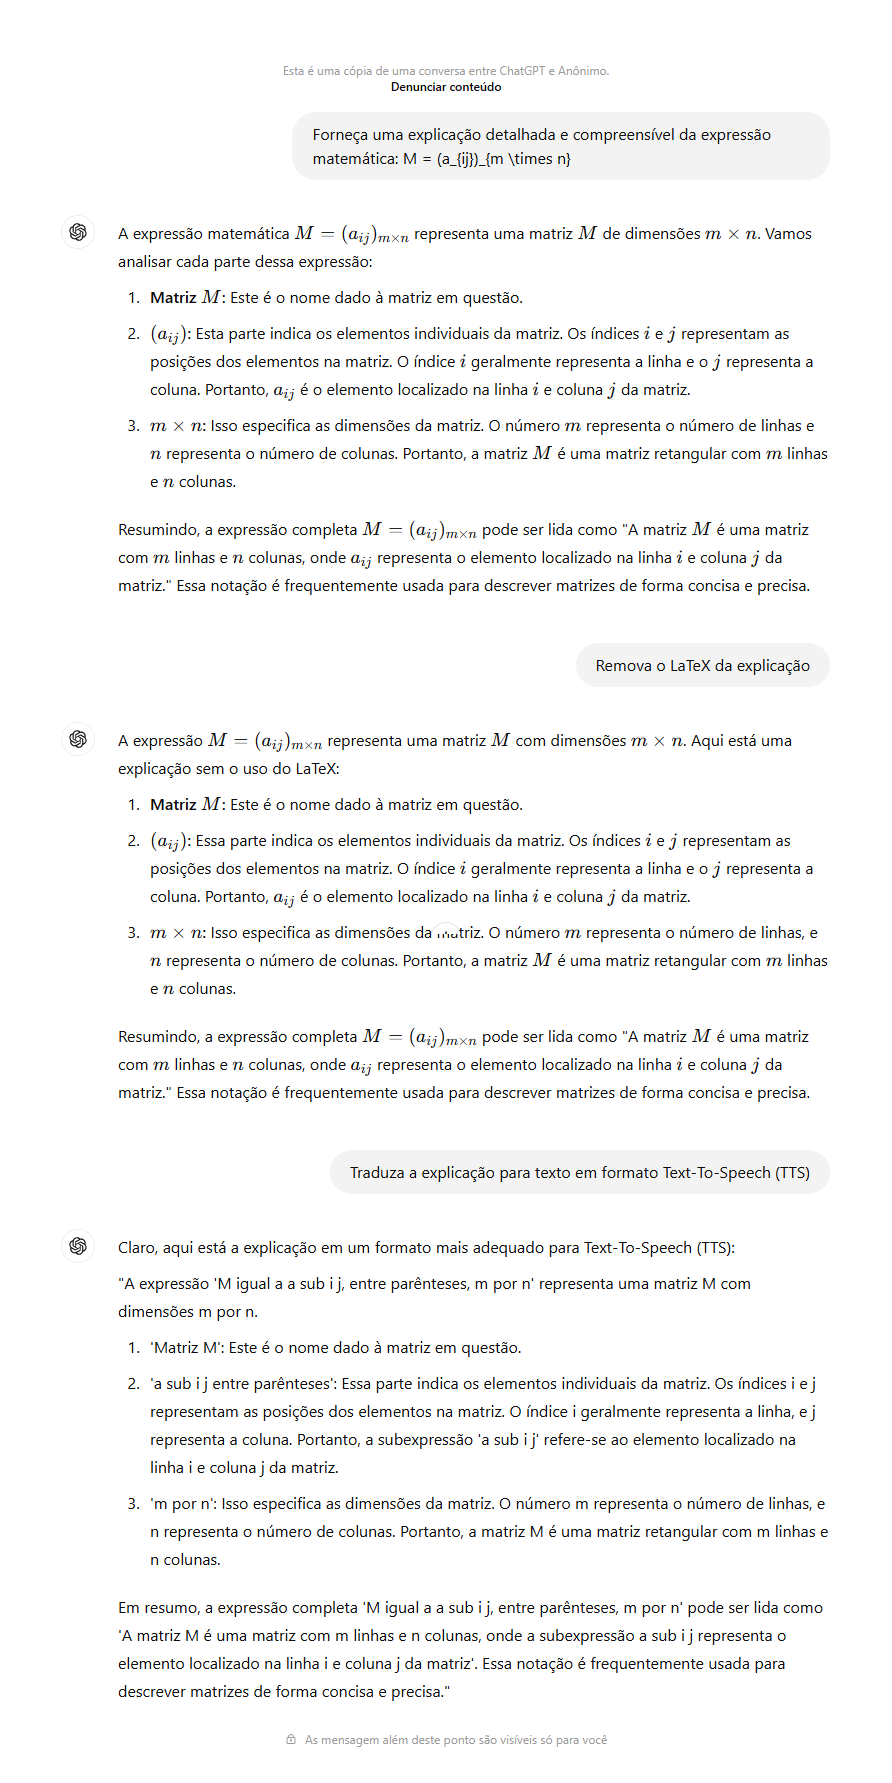 Esta é uma cópia de uma conversa entre ChatGPT e Anônimo.
Denunciar conteúdo
Forneça uma explicação detalhada e compreensível da expressão
matemática: M = (a_{ij})_{m \times n}
A expressão matemática M = (a_{ij})_{m×n} representa uma matriz M de dimensões m × n. Vamos
analisar cada parte dessa expressão:
1. Matriz M: Este é o nome dado à matriz em questão.
2. (a_{ij}): Esta parte indica os elementos individuais da matriz. Os índices i e j representam as
posições dos elementos na matriz. O índice i geralmente representa a linha e o j representa a
coluna. Portanto, a_{ij} é o elemento localizado na linha i e coluna j da matriz.
3. m × n: Isso especifica as dimensões da matriz. O número m representa o número de linhas e
n representa o número de colunas. Portanto, a matriz M é uma matriz retangular com m linhas
e n colunas.
Resumindo, a expressão completa M = (a_{ij})_{m×n} pode ser lida como "A matriz M é uma matriz
com m linhas e n colunas, onde a_{ij} representa o elemento localizado na linha i e coluna j da
matriz." Essa notação é frequentemente usada para descrever matrizes de forma concisa e precisa.
Remova o LaTeX da explicação
A expressão M = (a_{ij})_{m×n} representa uma matriz M com dimensões m × n. Aqui está uma
explicação sem o uso do LaTeX:
1. Matriz M: Este é o nome dado à matriz em questão.
2. (a_{ij}): Essa parte indica os elementos individuais da matriz. Os índices i e j representam as
posições dos elementos na matriz. O índice i geralmente representa a linha e o j representa a
coluna. Portanto, a_{ij} é o elemento localizado na linha i e coluna j da matriz.
3. m × n: Isso especifica as dimensões da matriz. O número m representa o número de linhas, e
n representa o número de colunas. Portanto, a matriz M é uma matriz retangular com m linhas
e n colunas.
Resumindo, a expressão completa M = (a_{ij})_{m×n} pode ser lida como "A matriz M é uma matriz
com m linhas e n colunas, onde a_{ij} representa o elemento localizado na linha i e coluna j da
matriz." Essa notação é frequentemente usada para descrever matrizes de forma concisa e precisa.
Traduza a explicação para texto em formato Text-To-Speech (TTS)
Claro, aqui está a explicação em um formato mais adequado para Text-To-Speech (TTS):
"A expressão 'M igual a a sub i j, entre parênteses, m por n' representa uma matriz M com
dimensões m por n.
1. 'Matriz M': Este é o nome dado à matriz em questão.
2. 'a sub i j entre parênteses': Essa parte indica os elementos individuais da matriz. Os índices i e j
representam as posições dos elementos na matriz. O índice i geralmente representa a linha, e j
representa a coluna. Portanto, a subexpressão 'a sub i j' refere-se ao elemento localizado na
linha i e coluna j da matriz.
3. 'm por n': Isso especifica as dimensões da matriz. O número m representa o número de linhas, e
n representa o número de colunas. Portanto, a matriz M é uma matriz retangular com m linhas e
n colunas.
Em resumo, a expressão completa 'M igual a a sub i j, entre parênteses, m por n' pode ser lida como
'A matriz M é uma matriz com m linhas e n colunas, onde a subexpressão a sub i j representa o
elemento localizado na linha i e coluna j da matriz'. Essa notação é frequentemente usada para
descrever matrizes de forma concisa e precisa."
As mensagem além deste ponto são visíveis só para você